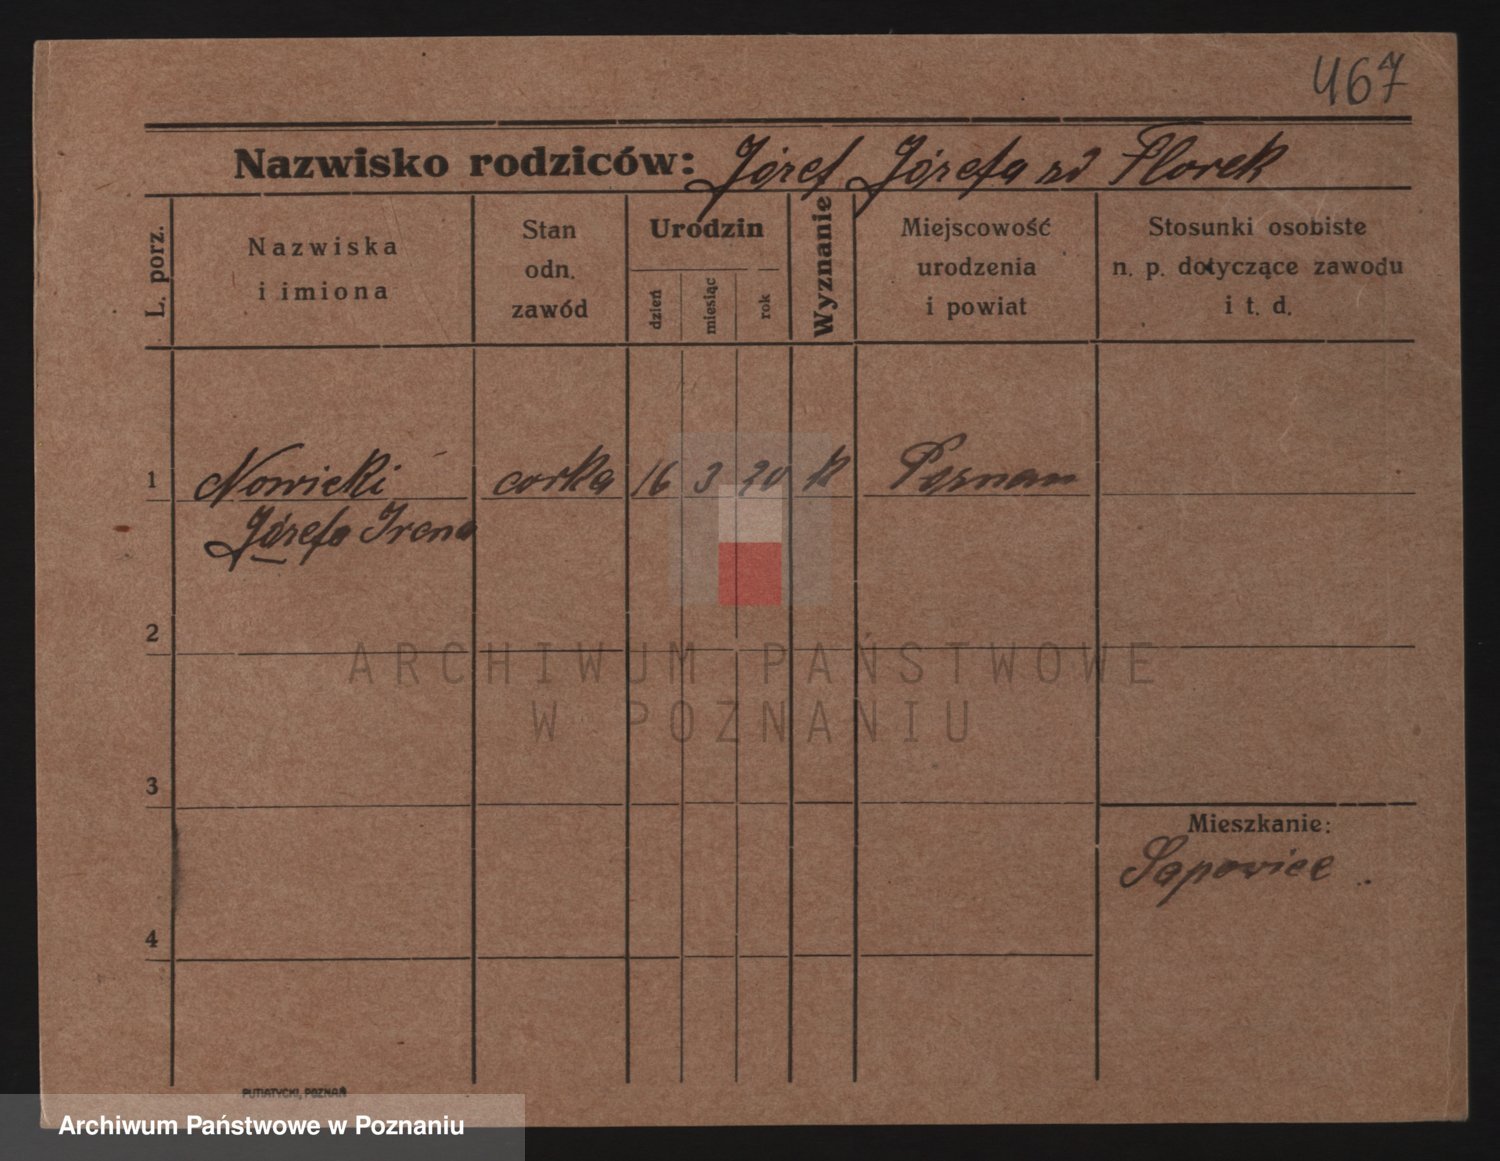 467
Nazwisko rodziców: Józef Józefa zd Florek
L. porz.
Nazwiska
i imiona
Stan
odn.
zawód
Urodzin
dzień
miesiąc
rok
Wyznanie
Miejscowość
urodzenia
i powiat
Stosunki osobiste
n. p. dotyczące zawodu
i t. d.
1 Nowicki corka 16 3 20 k Poznan
Józefa Irena
2
ARCHIWUM PAŃSTWOWE
W POZNANIU
3
Mieszkanie:
Sapowice
4
PUTIATYCKI, POZNAŃ
Archiwum Państwowe w Poznaniu